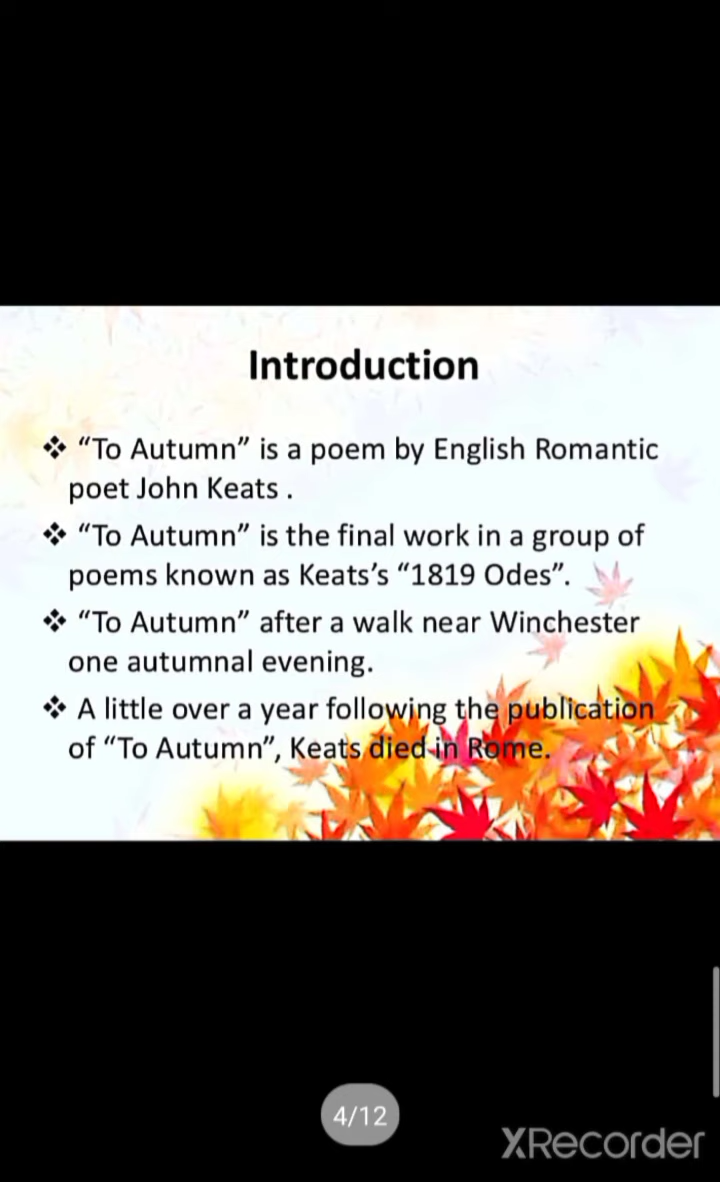 Introduction
❖ “To Autumn” is a poem by English Romantic
poet John Keats .
❖ “To Autumn” is the final work in a group of
poems known as Keats’s “1819 Odes”.
❖ “To Autumn” after a walk near Winchester
one autumnal evening.
❖ A little over a year following the publication
of “To Autumn”, Keats died in Rome.
4/12
XRecorder